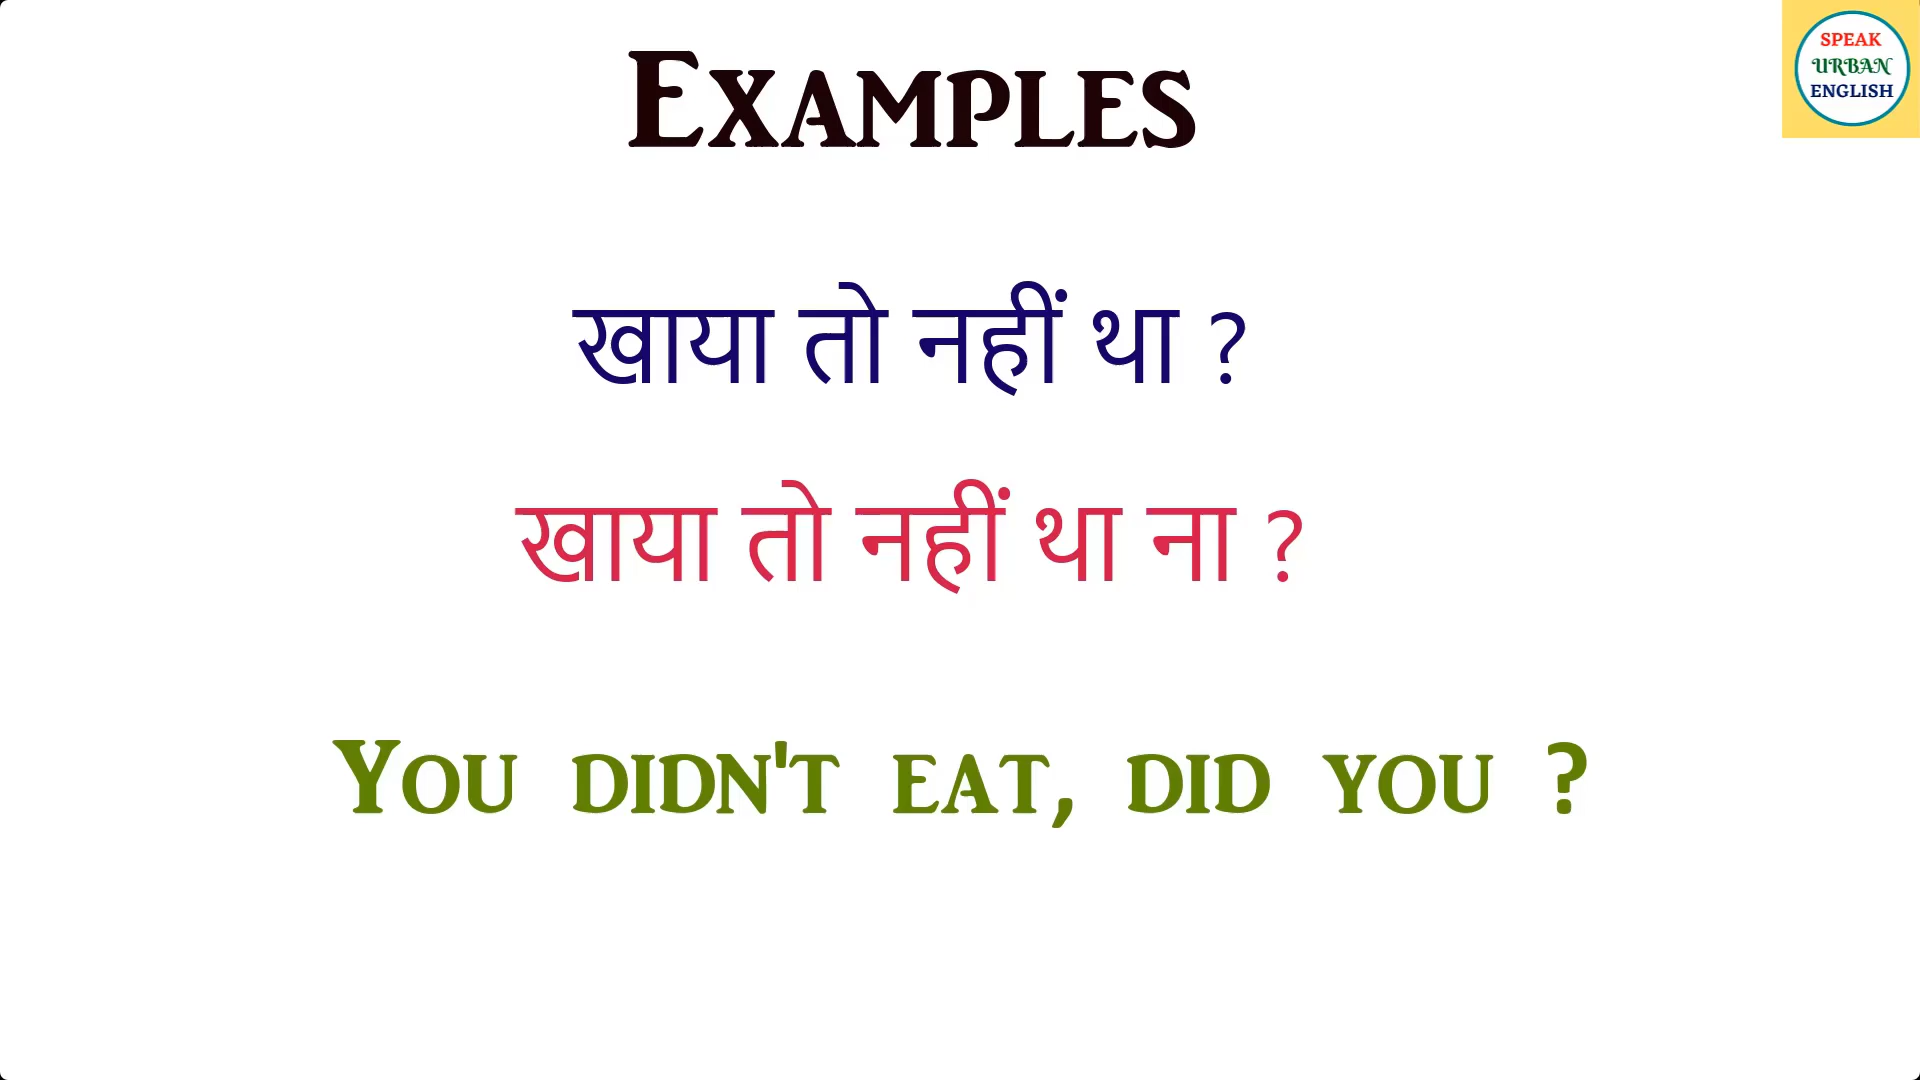 EXAMPLES
SPEAK
URBAN
ENGLISH
खाया तो नहीं था ?
खाया तो नहीं था ना ?
YOU DIDN'T EAT, DID YOU ?